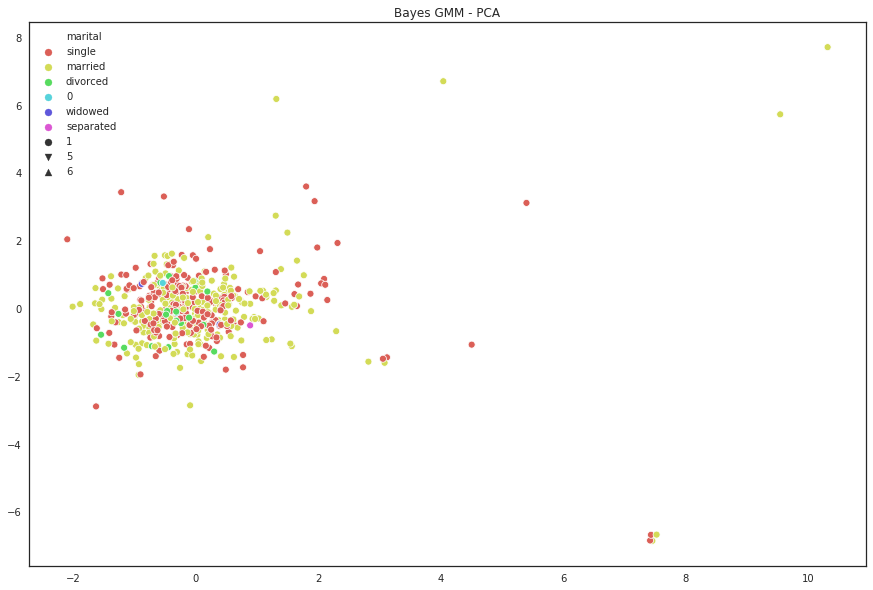 Bayes GMM - PCA
marital
single
married
divorced
0
widowed
separated
1
5
6
8
6
4
2
0
−2
−4
−6
−2 0 2 4 6 8 10